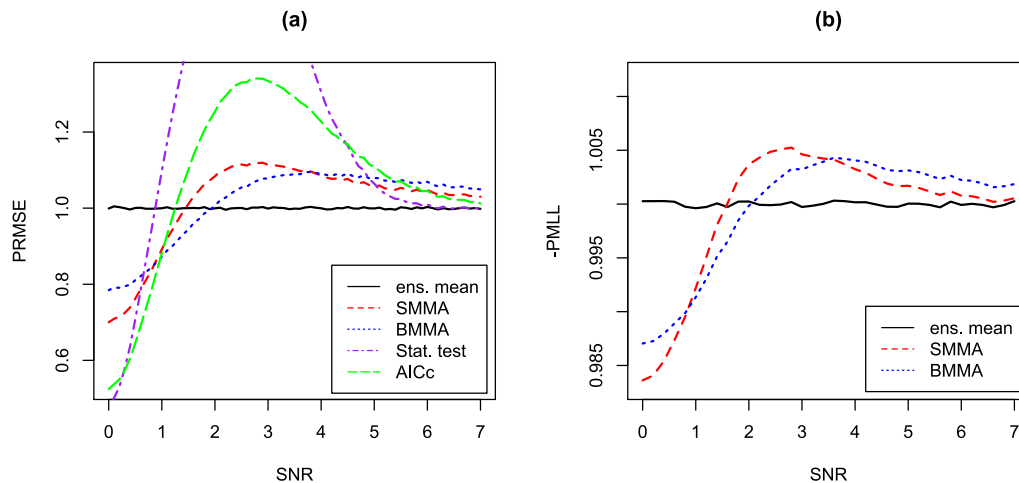 (a)
PRMSE
0.6
0.8
1.0
1.2
0 1 2 3 4 5 6 7
SNR
ens. mean
SMMA
BMMA
Stat. test
AICc
(b)
-PMLL
0.985
0.995
1.005
0 1 2 3 4 5 6 7
SNR
ens. mean
SMMA
BMMA